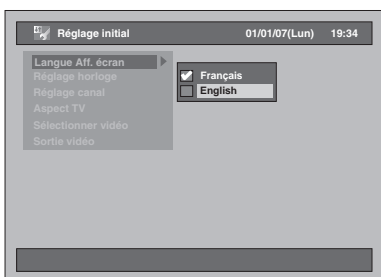 Réglage initial 01/01/07(Lun) 19:34
Langue Aff. écran
Français
Réglage horloge
English
Réglage canal
Aspect TV
Sélectionner vidéo
Sortie vidéo